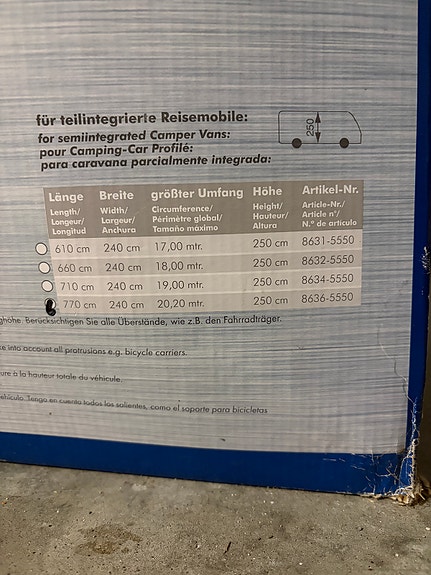 für teilintegrierte Reisemobile:
for semiintegrated Camper Vans:
pour Camping-Car Profilé:
para caravana parcialmente integrada:
250
Länge Breite größter Umfang Höhe Artikel-Nr.
Length/ Width/ Circumference/ Height/ Article-Nr./
Longeur/ Largeur/ Périmètre global/ Hauteur/ Article n°/
Longitud Anchura Tamaño máximo Altura N.° de artículo
610 cm 240 cm 17,00 mtr. 250 cm 8631-5550
660 cm 240 cm 18,00 mtr. 250 cm 8632-5550
710 cm 240 cm 19,00 mtr. 250 cm 8634-5550
770 cm 240 cm 20,20 mtr. 250 cm 8636-5550
Berücksichtigen Sie alle Überstände, wie z.B. den Fahrradträger.
into account all protrusions e.g. bicycle carriers.
à la hauteur totale du véhicule.
Tenga en cuenta todos los salientes, como el soporte para bicicletas